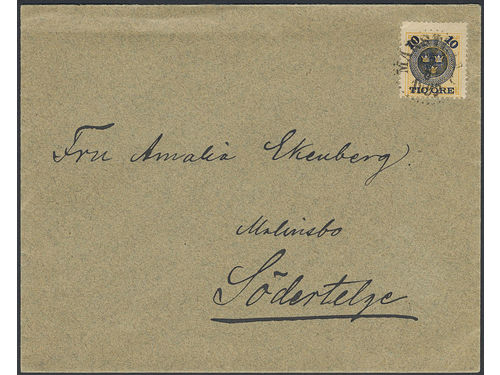 10 10
TIO ÖRE
Fru Amalia Ekenberg.
Malinsbo
Södertelge